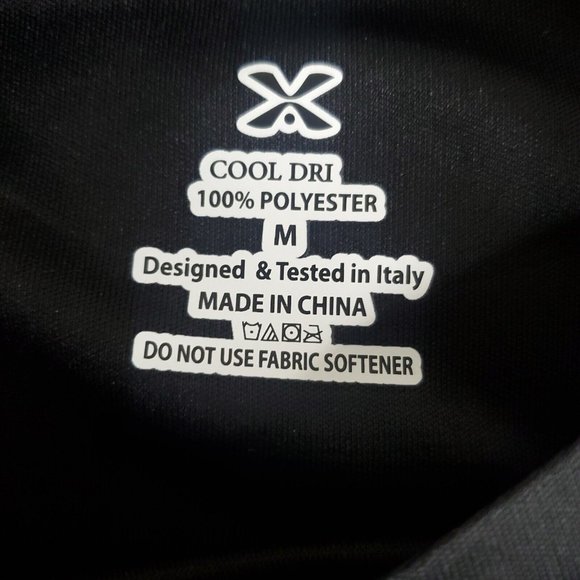 COOL DRI
100% POLYESTER
M
Designed & Tested in Italy
MADE IN CHINA
DO NOT USE FABRIC SOFTENER